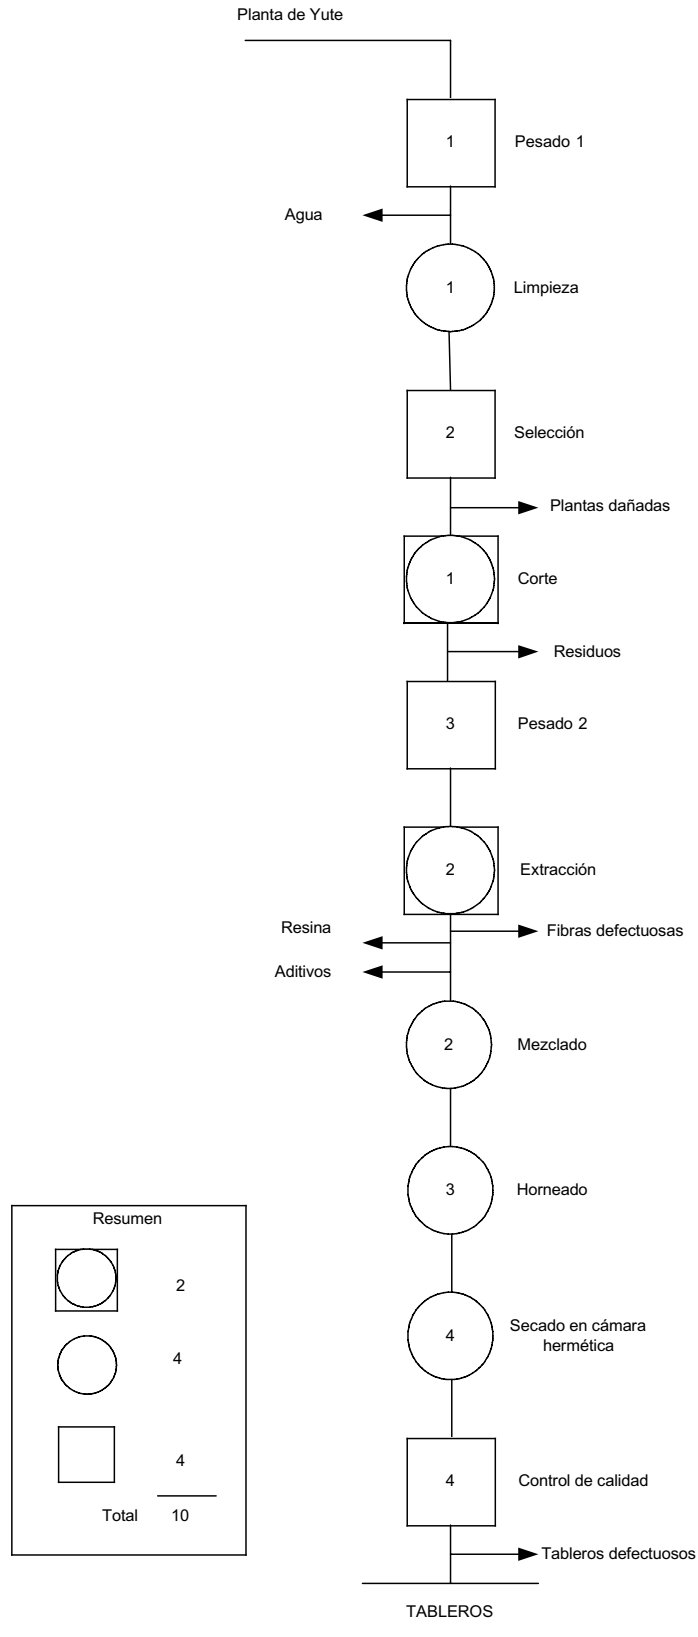 Planta de Yute
1
Pesado 1
Agua
1
Limpieza
2
Selección
Plantas dañadas
1
Corte
Residuos
3
Pesado 2
2
Extracción
Resina
Fibras defectuosas
Aditivos
2
Mezclado
3
Horneado
4
Secado en cámara
hermética
4
Control de calidad
Tableros defectuosos
TABLEROS
Resumen
2
4
4
Total 10